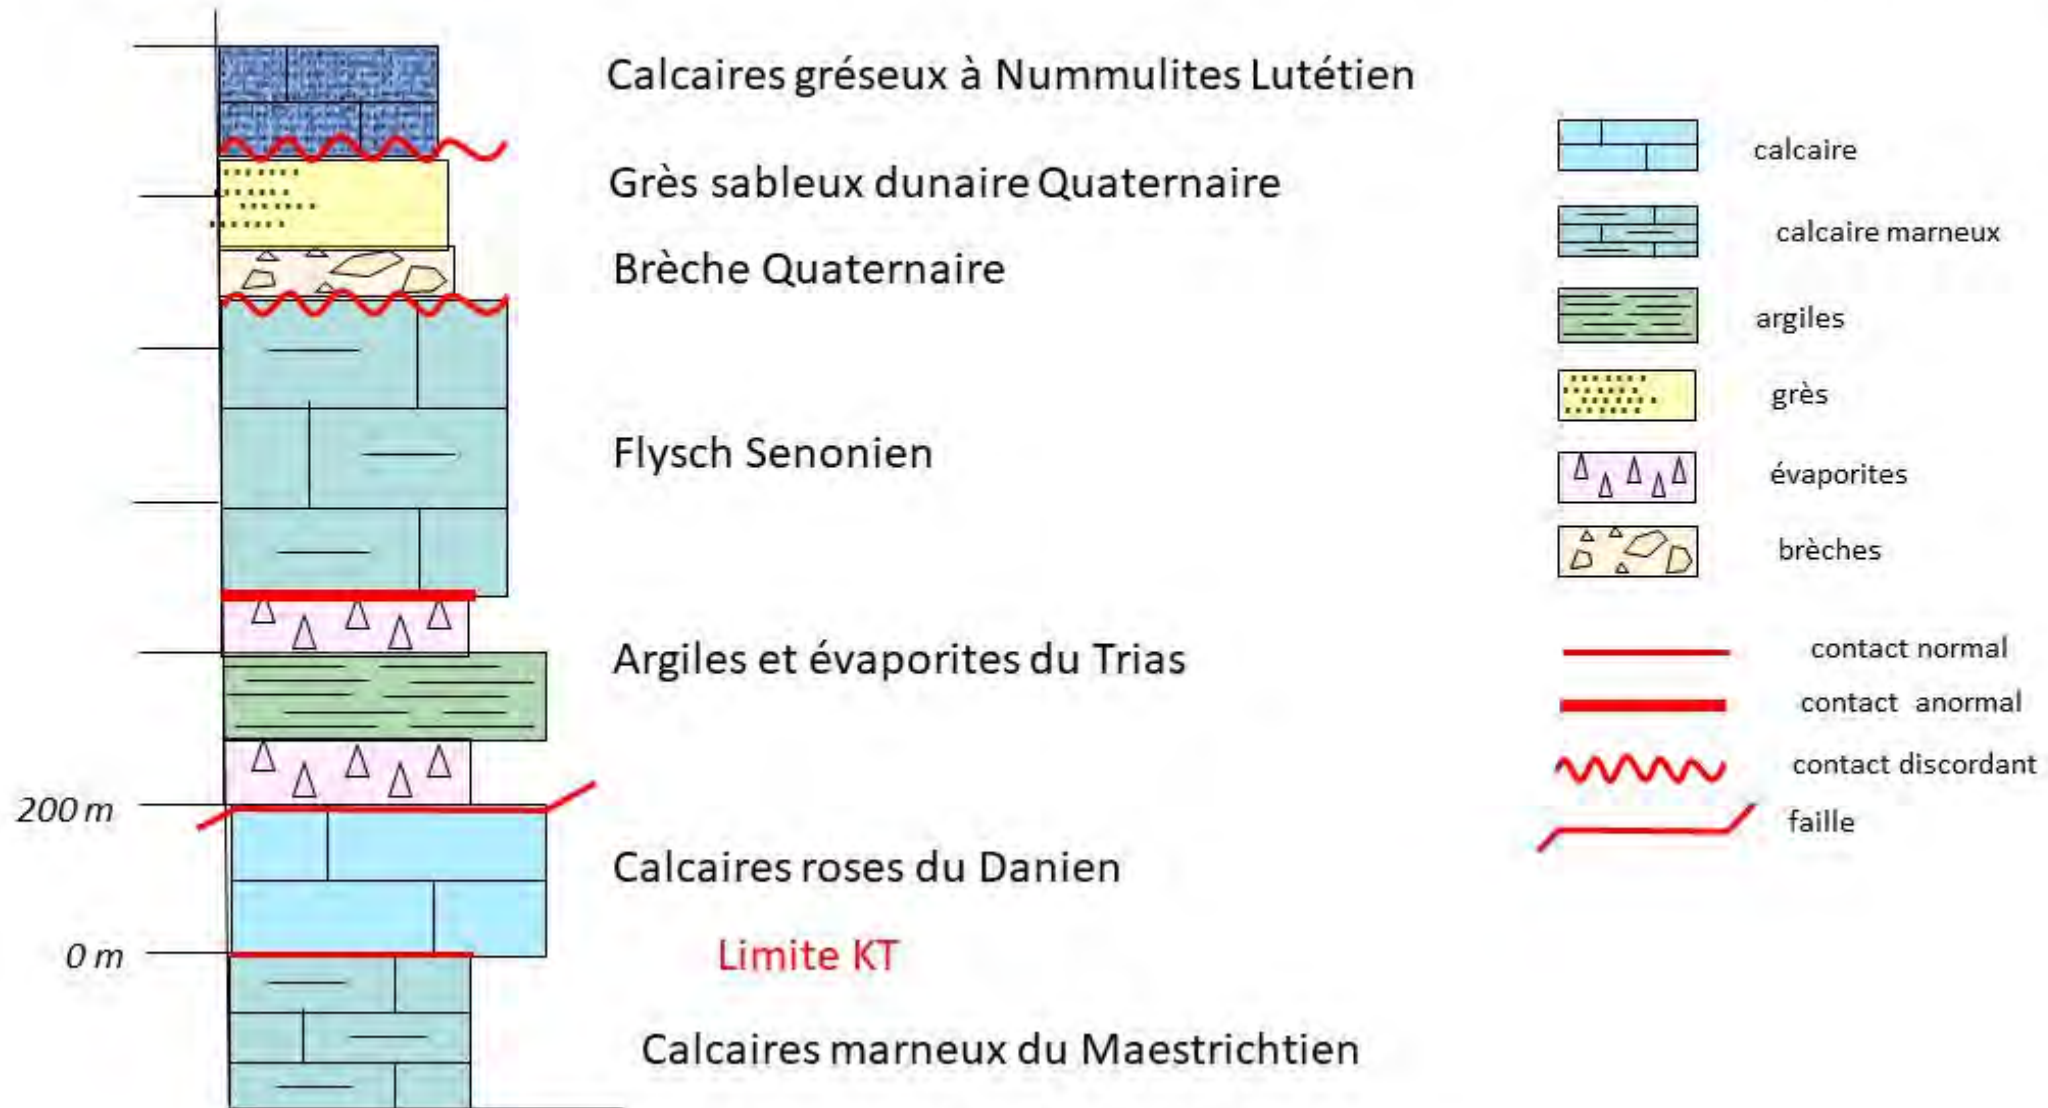 Calcaires gréseux à Nummulites Lutétien
Grès sableux dunaire Quaternaire
Brèche Quaternaire
Flysch Senonien
Argiles et évaporites du Trias
200 m
Calcaires roses du Danien
0 m
Limite KT
Calcaires marneux du Maestrichtien
calcaire
calcaire marneux
argiles
grès
évaporites
brèches
contact normal
contact anormal
contact discordant
faille